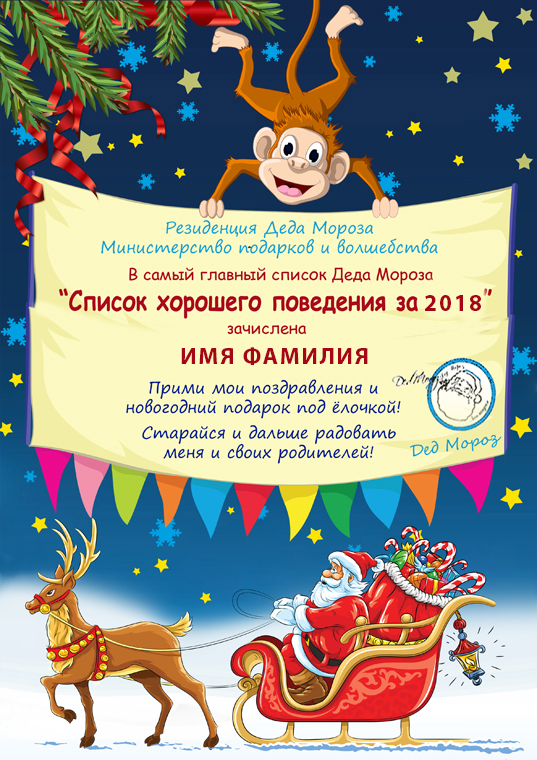 Резиденция Деда Мороза
Министерство подарков и волшебства
В самый главный список Деда Мороза
“Список хорошего поведения за 2018”
зачислена
ИМЯ ФАМИЛИЯ
Прими мои поздравления и
новогодний подарок под ёлочкой!
Старайся и дальше радовать
меня и своих родителей!
Дед Мороз